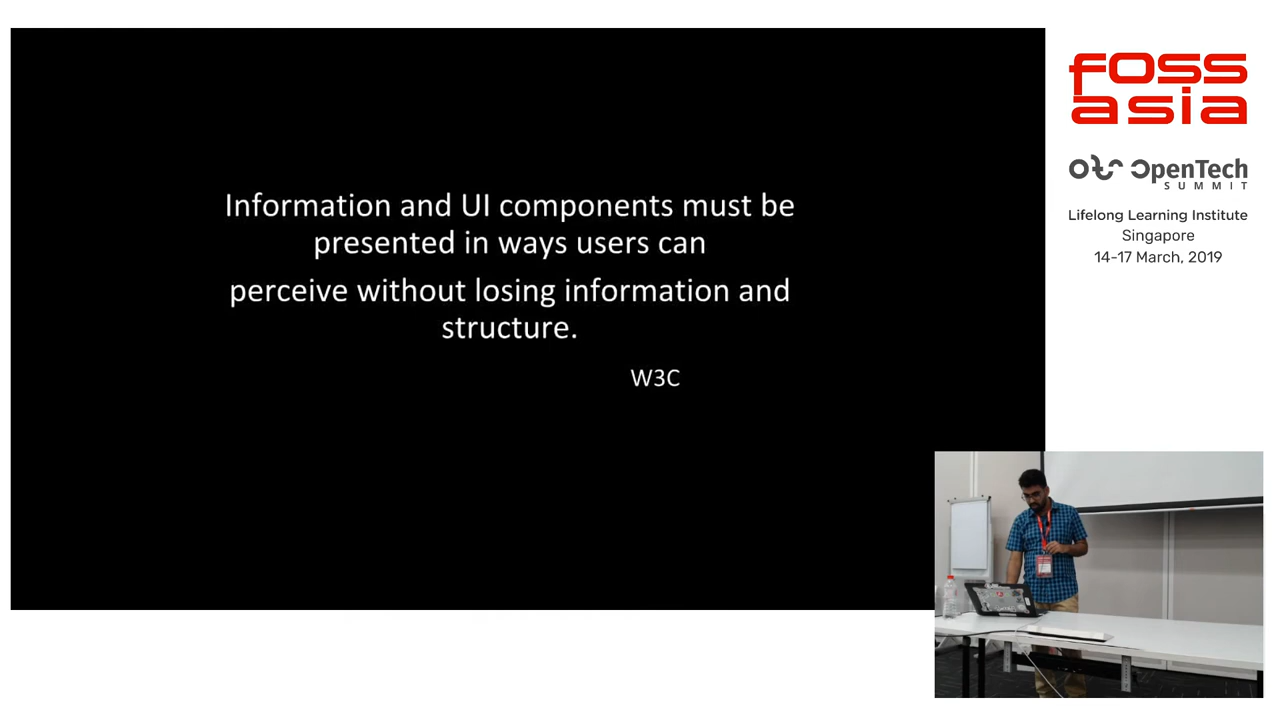 Information and UI components must be
presented in ways users can
perceive without losing information and
structure.
W3C
fOSS
asia
OpenTech
SUMMIT
Lifelong Learning Institute
Singapore
14-17 March, 2019